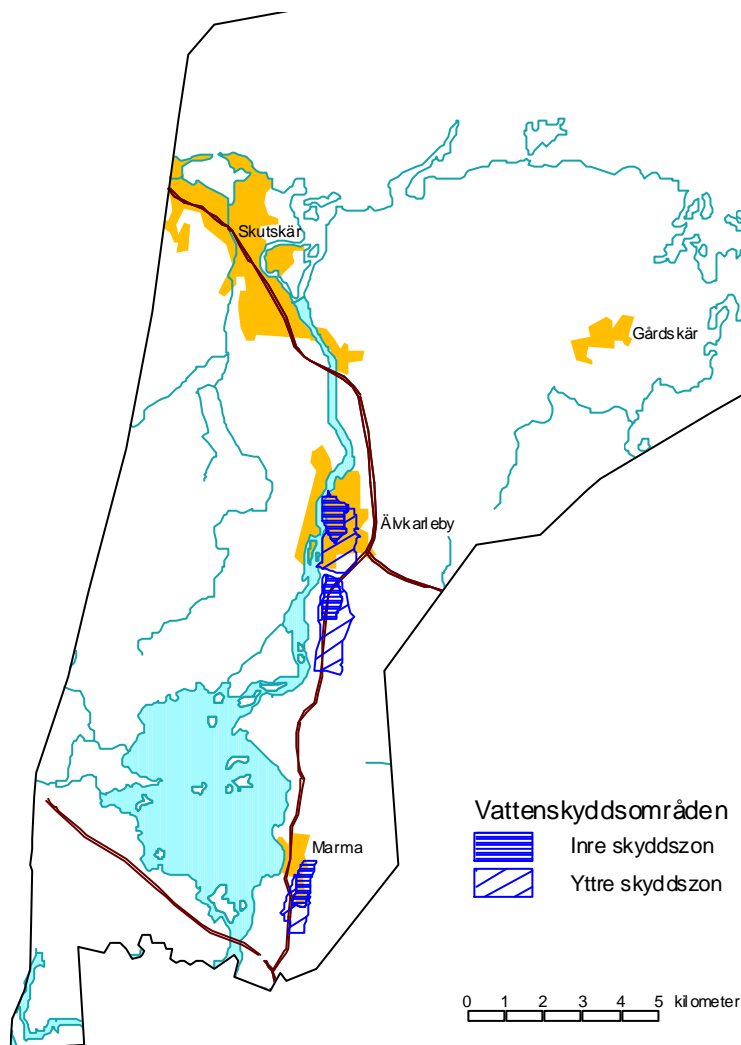 Skutskär
Gårdskär
Älvkarleby
Marma
Vattenskyddsområden
Inre skyddszon
Yttre skyddszon
0 1 2 3 4 5 kilometer